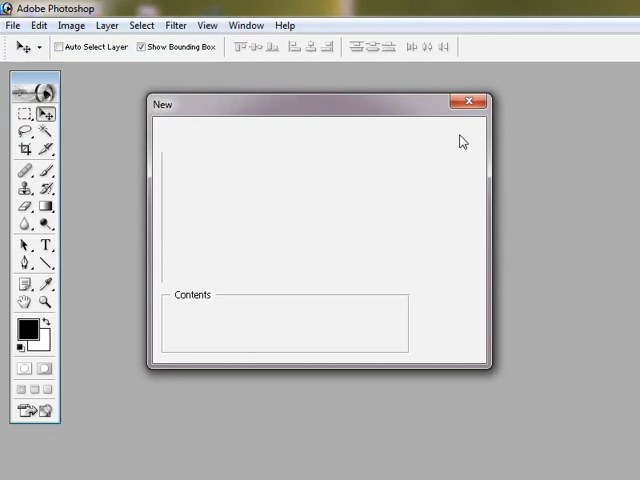 Adobe Photoshop
File Edit Image Layer Select Filter View Window Help
Auto Select Layer Show Bounding Box
New
T
Contents